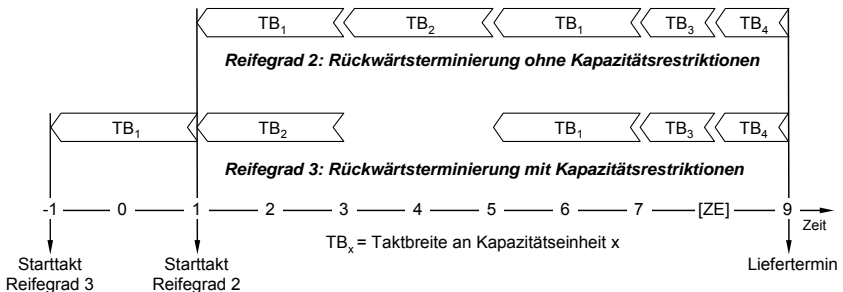 TB1 TB2 TB1 TB3 TB4
Reifegrad 2: Rückwärtsterminierung ohne Kapazitätsrestriktionen
TB1 TB2 TB1 TB3 TB4
Reifegrad 3: Rückwärtsterminierung mit Kapazitätsrestriktionen
-1 0 1 2 3 4 5 6 7 [ZE] 9
Zeit
TBx = Taktbreite an Kapazitätseinheit x
Starttakt Starttakt Liefertermin
Reifegrad 3 Reifegrad 2